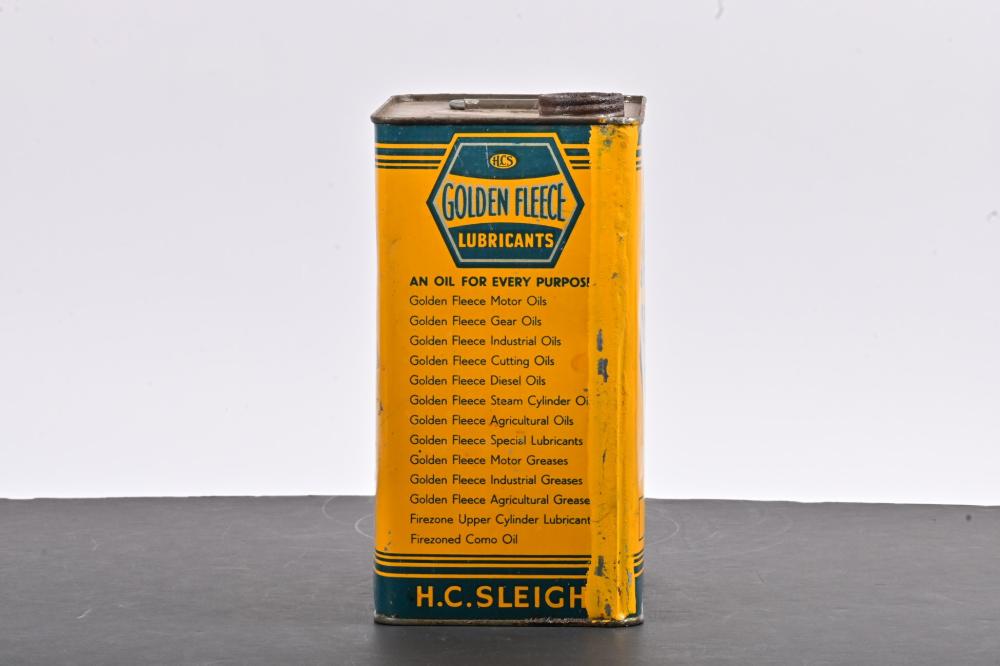 HCS
GOLDEN FLEECE
LUBRICANTS
AN OIL FOR EVERY PURPOSE
Golden Fleece Motor Oils
Golden Fleece Gear Oils
Golden Fleece Industrial Oils
Golden Fleece Cutting Oils
Golden Fleece Diesel Oils
Golden Fleece Steam Cylinder Oi
Golden Fleece Agricultural Oils
Golden Fleece Special Lubricants
Golden Fleece Motor Greases
Golden Fleece Industrial Greases
Golden Fleece Agricultural Grease
Firezone Upper Cylinder Lubricant
Firezoned Como Oil
H.C. SLEIGH